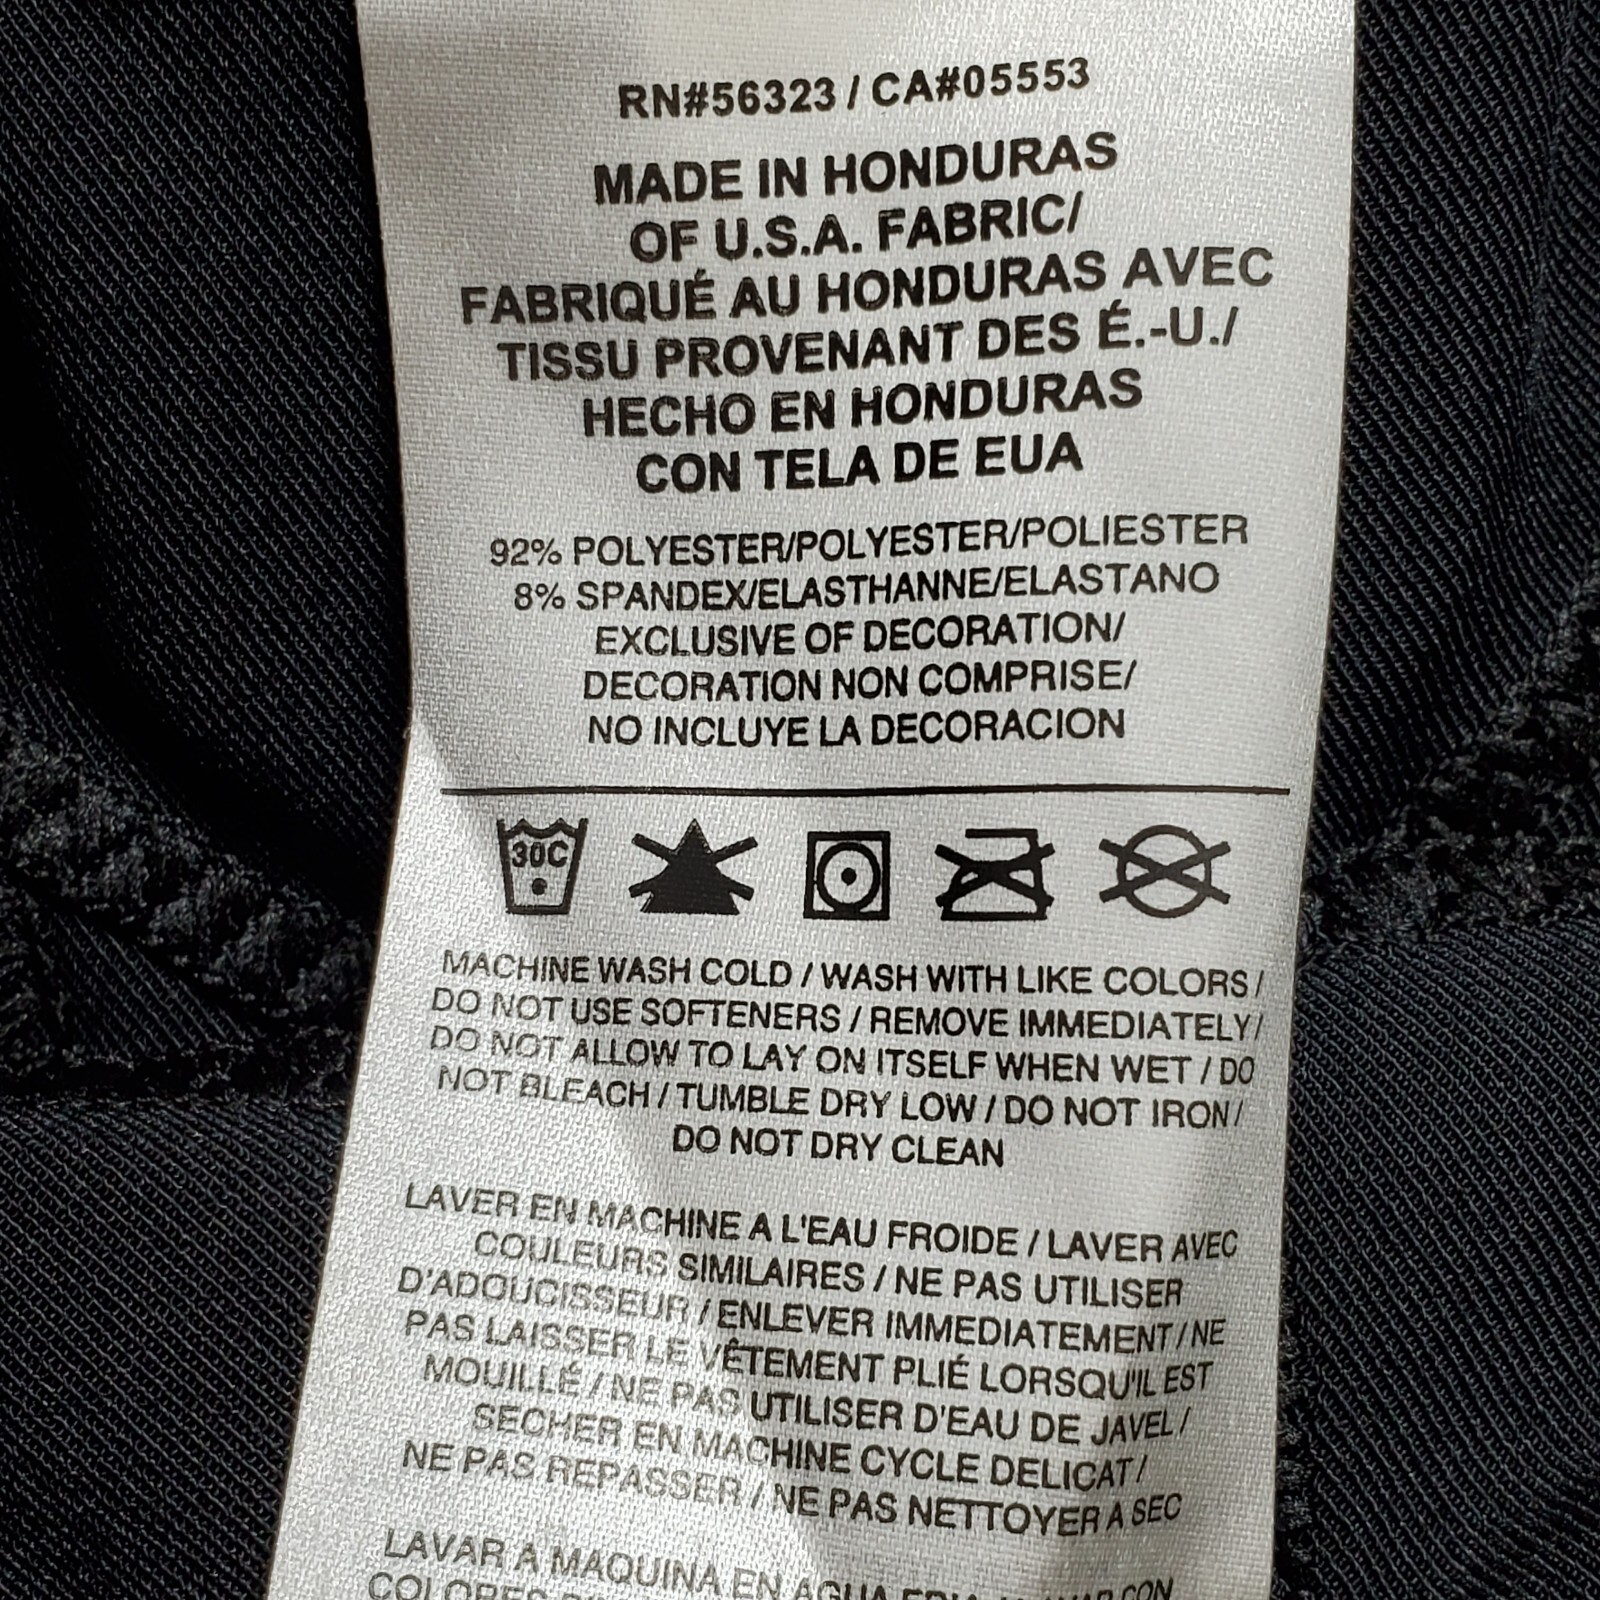 RN#56323 / CA#05553
MADE IN HONDURAS
OF U.S.A. FABRIC/
FABRIQUÉ AU HONDURAS AVEC
TISSU PROVENANT DES É.-U./
HECHO EN HONDURAS
CON TELA DE EUA
92% POLYESTER/POLYESTER/POLIESTER
8% SPANDEX/ELASTHANNE/ELASTANO
EXCLUSIVE OF DECORATION/
DECORATION NON COMPRISE/
NO INCLUYE LA DECORACION
30C
MACHINE WASH COLD / WASH WITH LIKE COLORS /
DO NOT USE SOFTENERS / REMOVE IMMEDIATELY/
DO NOT ALLOW TO LAY ON ITSELF WHEN WET / DO
NOT BLEACH / TUMBLE DRY LOW / DO NOT IRON/
DO NOT DRY CLEAN
LAVER EN MACHINE A L'EAU FROIDE / LAVER AVEC
COULEURS SIMILAIRES / NE PAS UTILISER
D'ADOUCISSEUR / ENLEVER IMMEDIATEMENT / NE
PAS LAISSER LE VÊTEMENT PLIÉ LORSQU'IL EST
MOUILLÉ / NE PAS UTILISER D'EAU DE JAVEL /
SECHER EN MACHINE CYCLE DELICAT/
NE PAS REPASSER / NE PAS NETTOYER A SEC
LAVAR A MAQUINA EN AGUA CON
COLORES